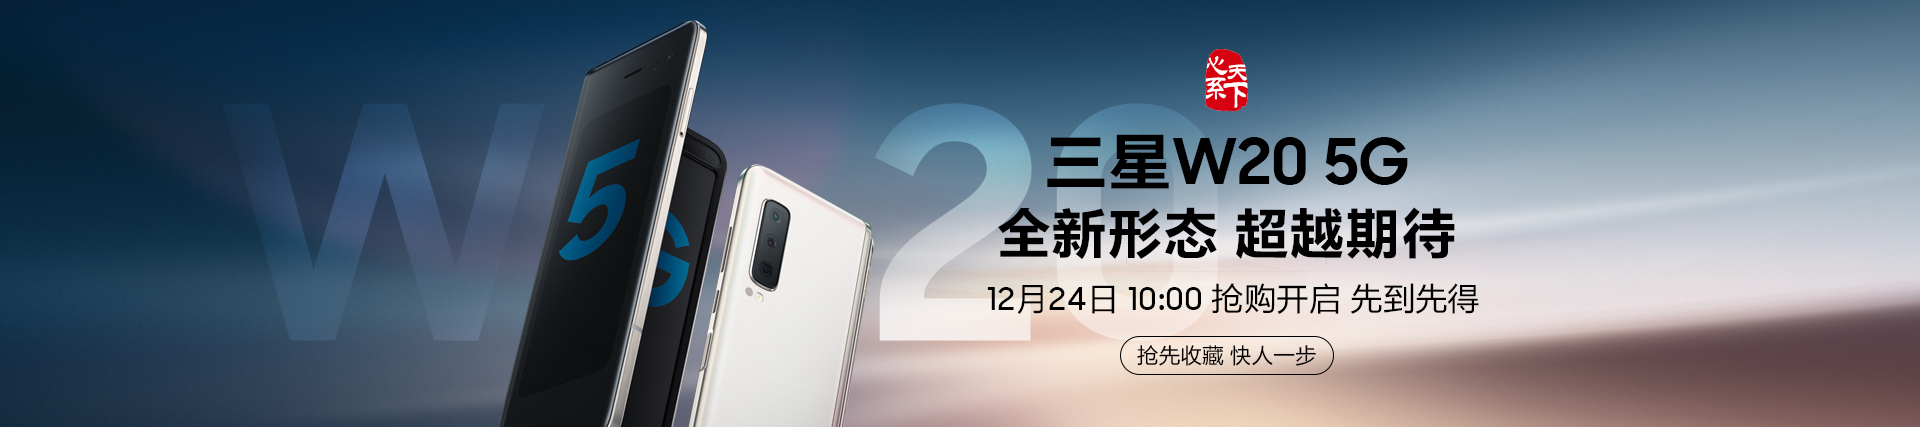 W20
5G
心系天下
三星W20 5G
全新形态 超越期待
12月24日 10:00 抢购开启 先到先得
抢先收藏 快人一步